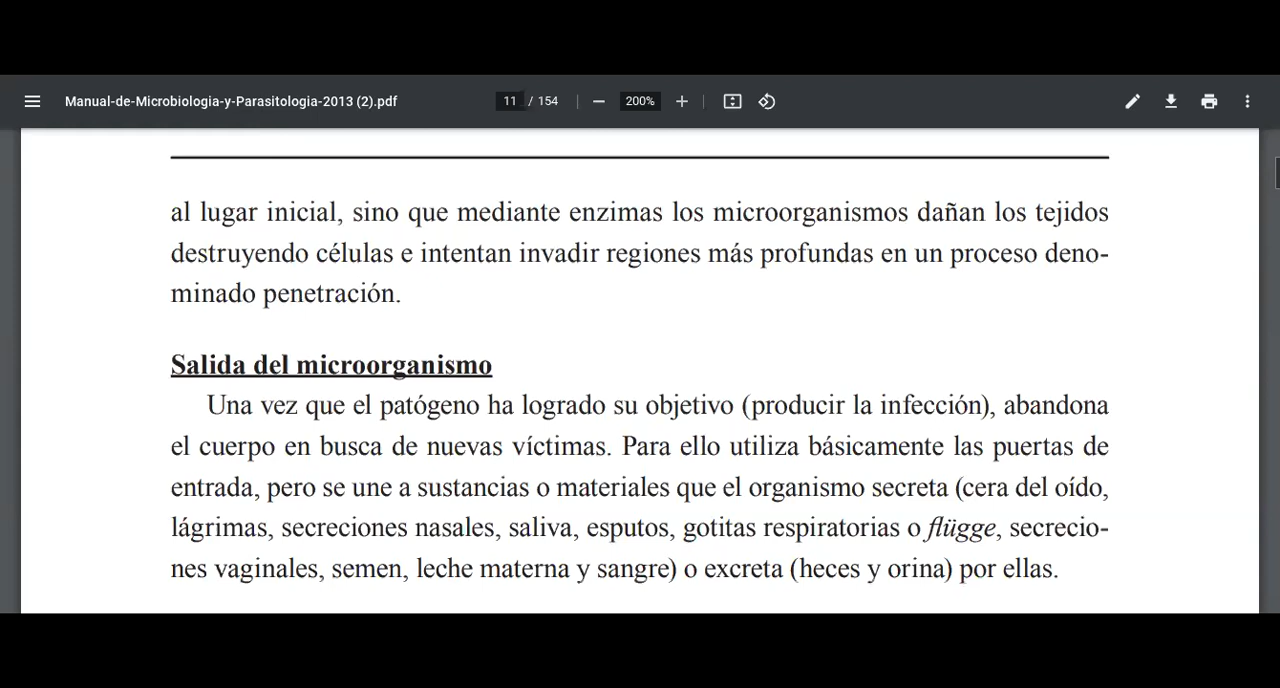 Manual-de-Microbiologia-y-Parasitologia-2013 (2).pdf 11 / 154 200%
al lugar inicial, sino que mediante enzimas los microorganismos dañan los tejidos
destruyendo células e intentan invadir regiones más profundas en un proceso deno-
minado penetración.
Salida del microorganismo
Una vez que el patógeno ha logrado su objetivo (producir la infección), abandona
el cuerpo en busca de nuevas víctimas. Para ello utiliza básicamente las puertas de
entrada, pero se une a sustancias o materiales que el organismo secreta (cera del oído,
lágrimas, secreciones nasales, saliva, esputos, gotitas respiratorias o flügge, secrecio-
nes vaginales, semen, leche materna y sangre) o excreta (heces y orina) por ellas.